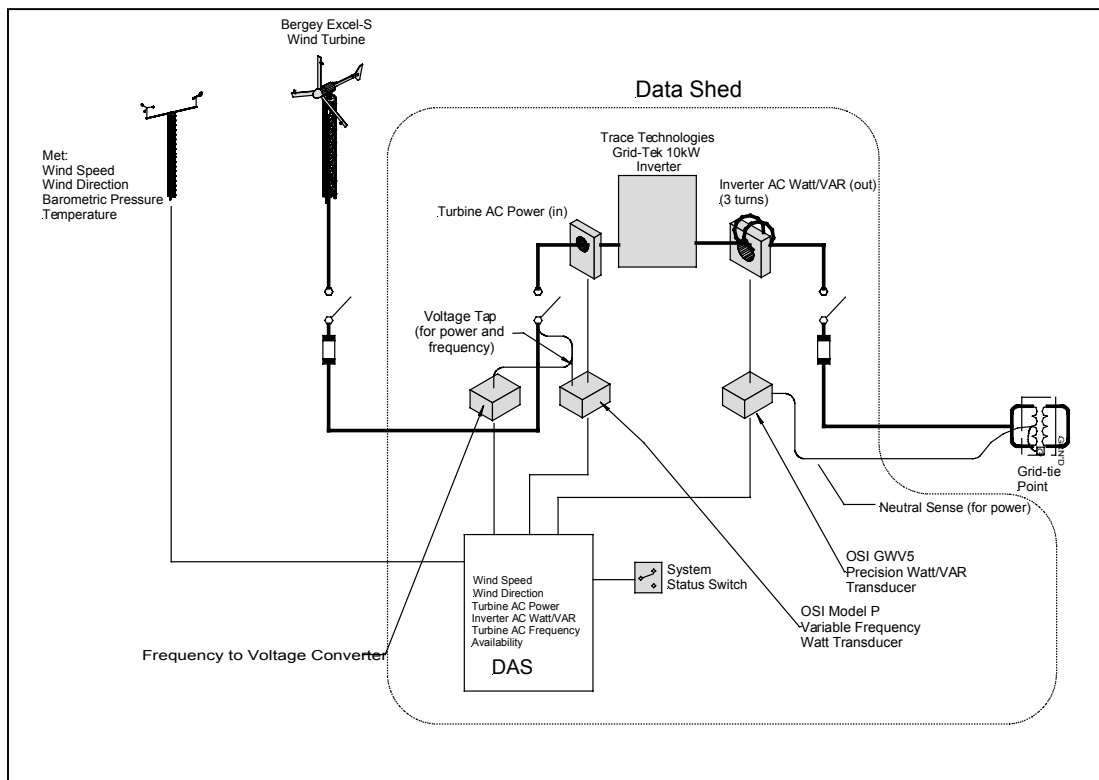 Bergey Excel-S
Wind Turbine
Data Shed
Trace Technologies
Grid-Tek 10kW
Inverter
Met:
Wind Speed
Wind Direction
Barometric Pressure
Temperature
Turbine AC Power (in)
Inverter AC Watt/VAR (out)
(3 turns)
Voltage Tap
(for power and
frequency)
GND
Grid-tie
Point
Neutral Sense (for power)
OSI GWV5
Precision Watt/VAR
Transducer
System
Status Switch
OSI Model P
Variable Frequency
Watt Transducer
Wind Speed
Wind Direction
Turbine AC Power
Inverter AC Watt/VAR
Turbine AC Frequency
Availability
DAS
Frequency to Voltage Converter